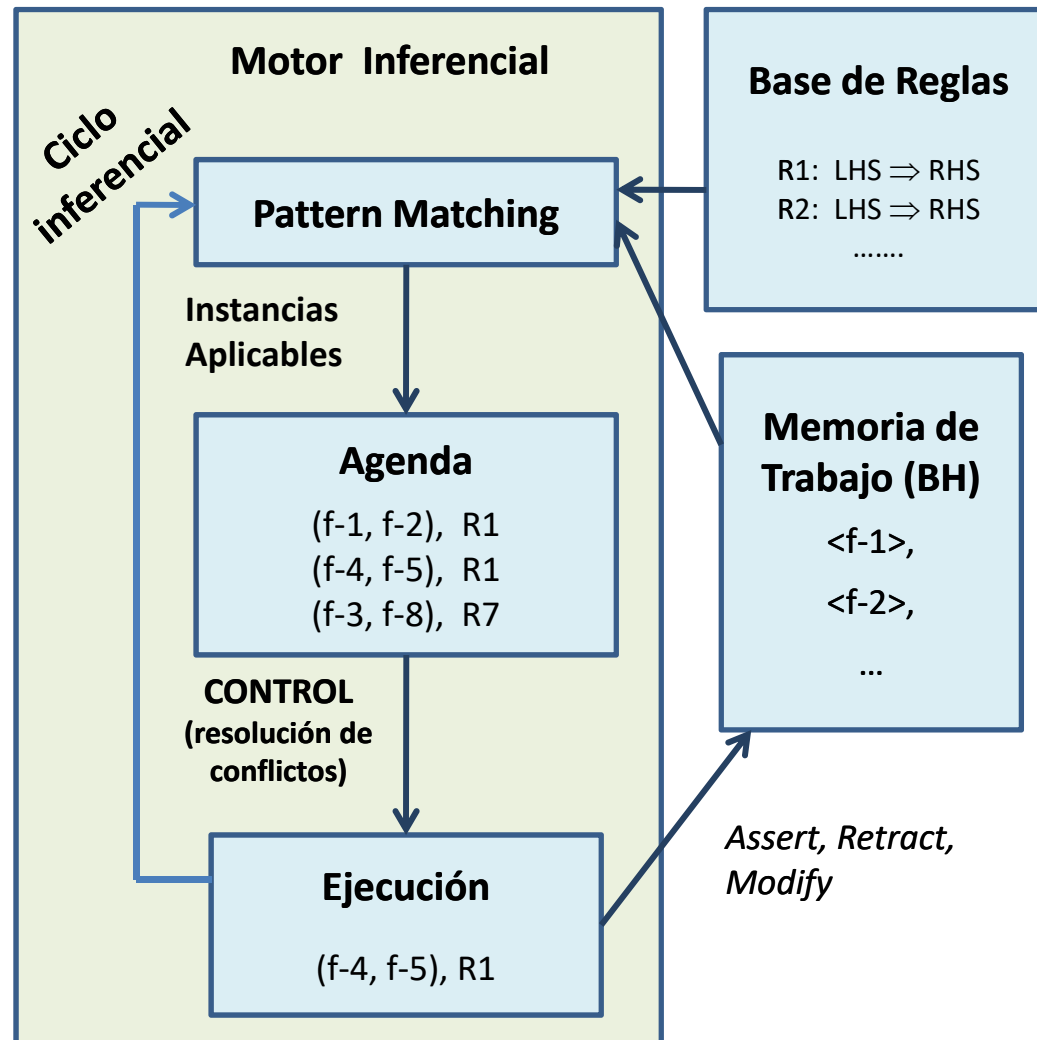 Motor Inferencial
Ciclo
inferencial
Pattern Matching
Instancias
Aplicables
Agenda
(f-1, f-2), R1
(f-4, f-5), R1
(f-3, f-8), R7
CONTROL
(resolución de
conflictos)
Ejecución
(f-4, f-5), R1
Base de Reglas
R1: LHS ⇒ RHS
R2: LHS ⇒ RHS
.......
Memoria de
Trabajo (BH)
<f-1>,
<f-2>,
...
Assert, Retract,
Modify